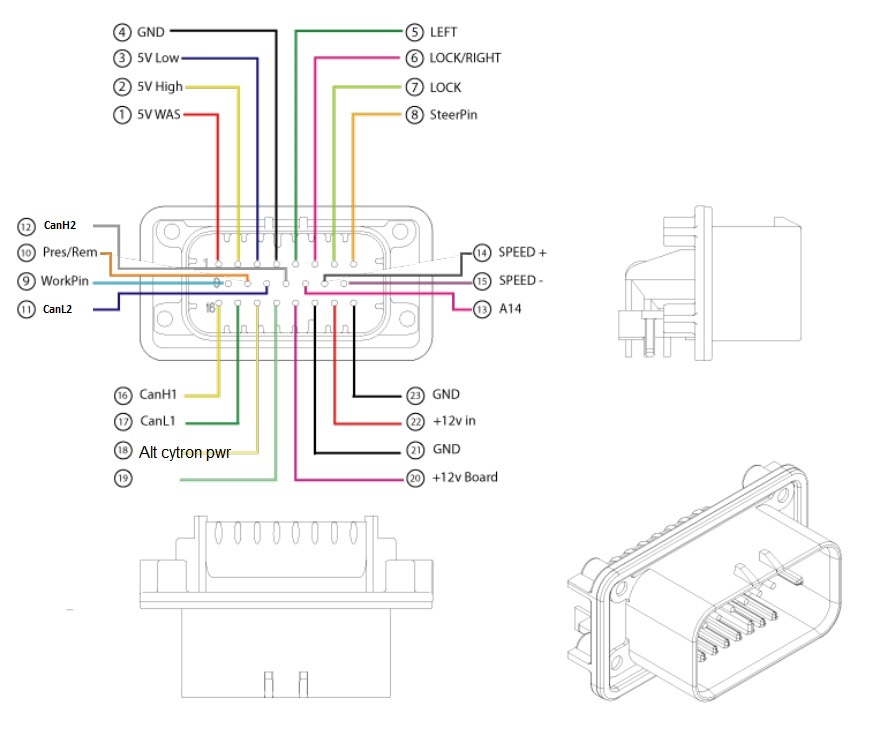 4 GND
3 5V Low
2 5V High
1 5V WAS
5 LEFT
6 LOCK/RIGHT
7 LOCK
8 SteerPin
12 CanH2
10 Pres/Rem
9 WorkPin
11 CanL2
1
9
16
14 SPEED +
15 SPEED -
13 A14
16 CanH1
17 CanL1
18 Alt cytron pwr
19
23 GND
22 +12v in
21 GND
20 +12v Board